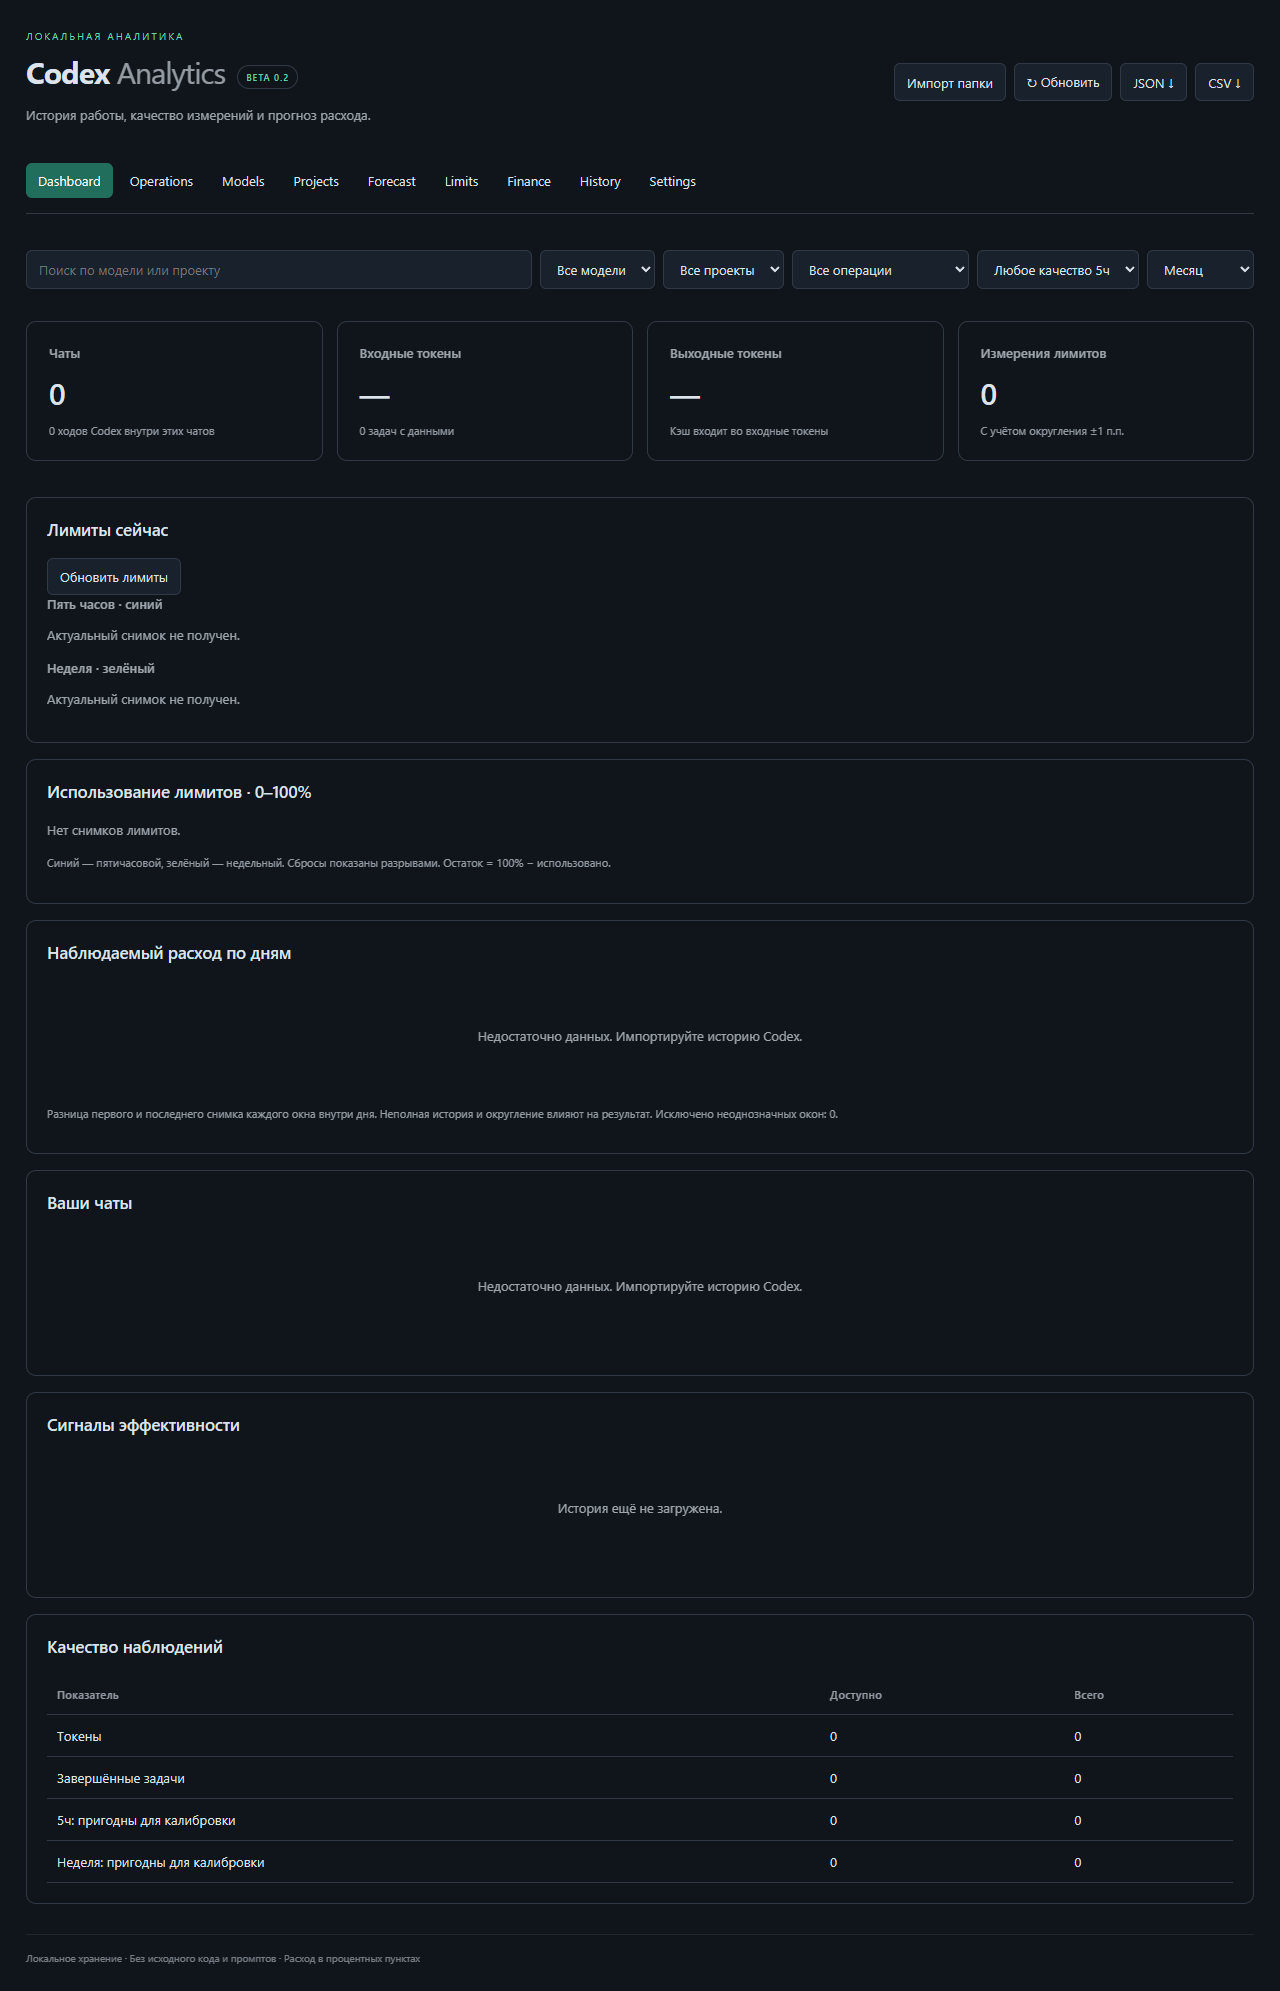 ЛОКАЛЬНАЯ АНАЛИТИКА
Codex Analytics BETA 0.2
Импорт папки ↻ Обновить JSON ↓ CSV ↓
История работы, качество измерений и прогноз расхода.
Dashboard Operations Models Projects Forecast Limits Finance History Settings
Поиск по модели или проекту Все модели Все проекты Все операции Любое качество 5ч Месяц
Чаты Входные токены Выходные токены Измерения лимитов
0 — — 0
0 ходов Codex внутри этих чатов 0 задач с данными Кэш входит во входные токены С учётом округления ±1 п.п.
Лимиты сейчас
Обновить лимиты
Пять часов · синий
Актуальный снимок не получен.
Неделя · зелёный
Актуальный снимок не получен.
Использование лимитов · 0–100%
Нет снимков лимитов.
Синий — пятичасовой, зелёный — недельный. Сбросы показаны разрывами. Остаток = 100% − использовано.
Наблюдаемый расход по дням
Недостаточно данных. Импортируйте историю Codex.
Разница первого и последнего снимка каждого окна внутри дня. Неполная история и округление влияют на результат. Исключено неоднозначных окон: 0.
Ваши чаты
Недостаточно данных. Импортируйте историю Codex.
Сигналы эффективности
История ещё не загружена.
Качество наблюдений
Показатель Доступно Всего
Токены 0 0
Завершённые задачи 0 0
5ч: пригодны для калибровки 0 0
Неделя: пригодны для калибровки 0 0
Локальное хранение · Без исходного кода и промптов · Расход в процентных пунктах